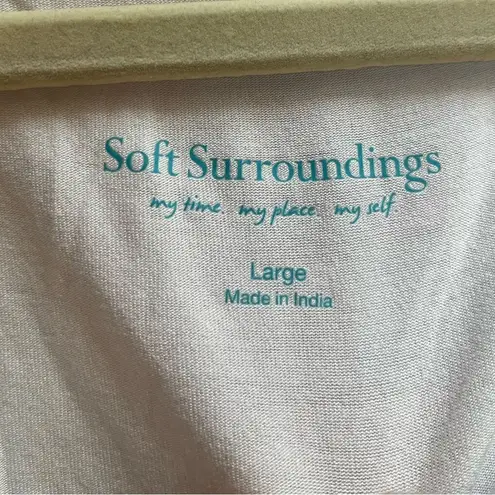 Soft Surroundings
my time. my place. my self.
Large
Made in India